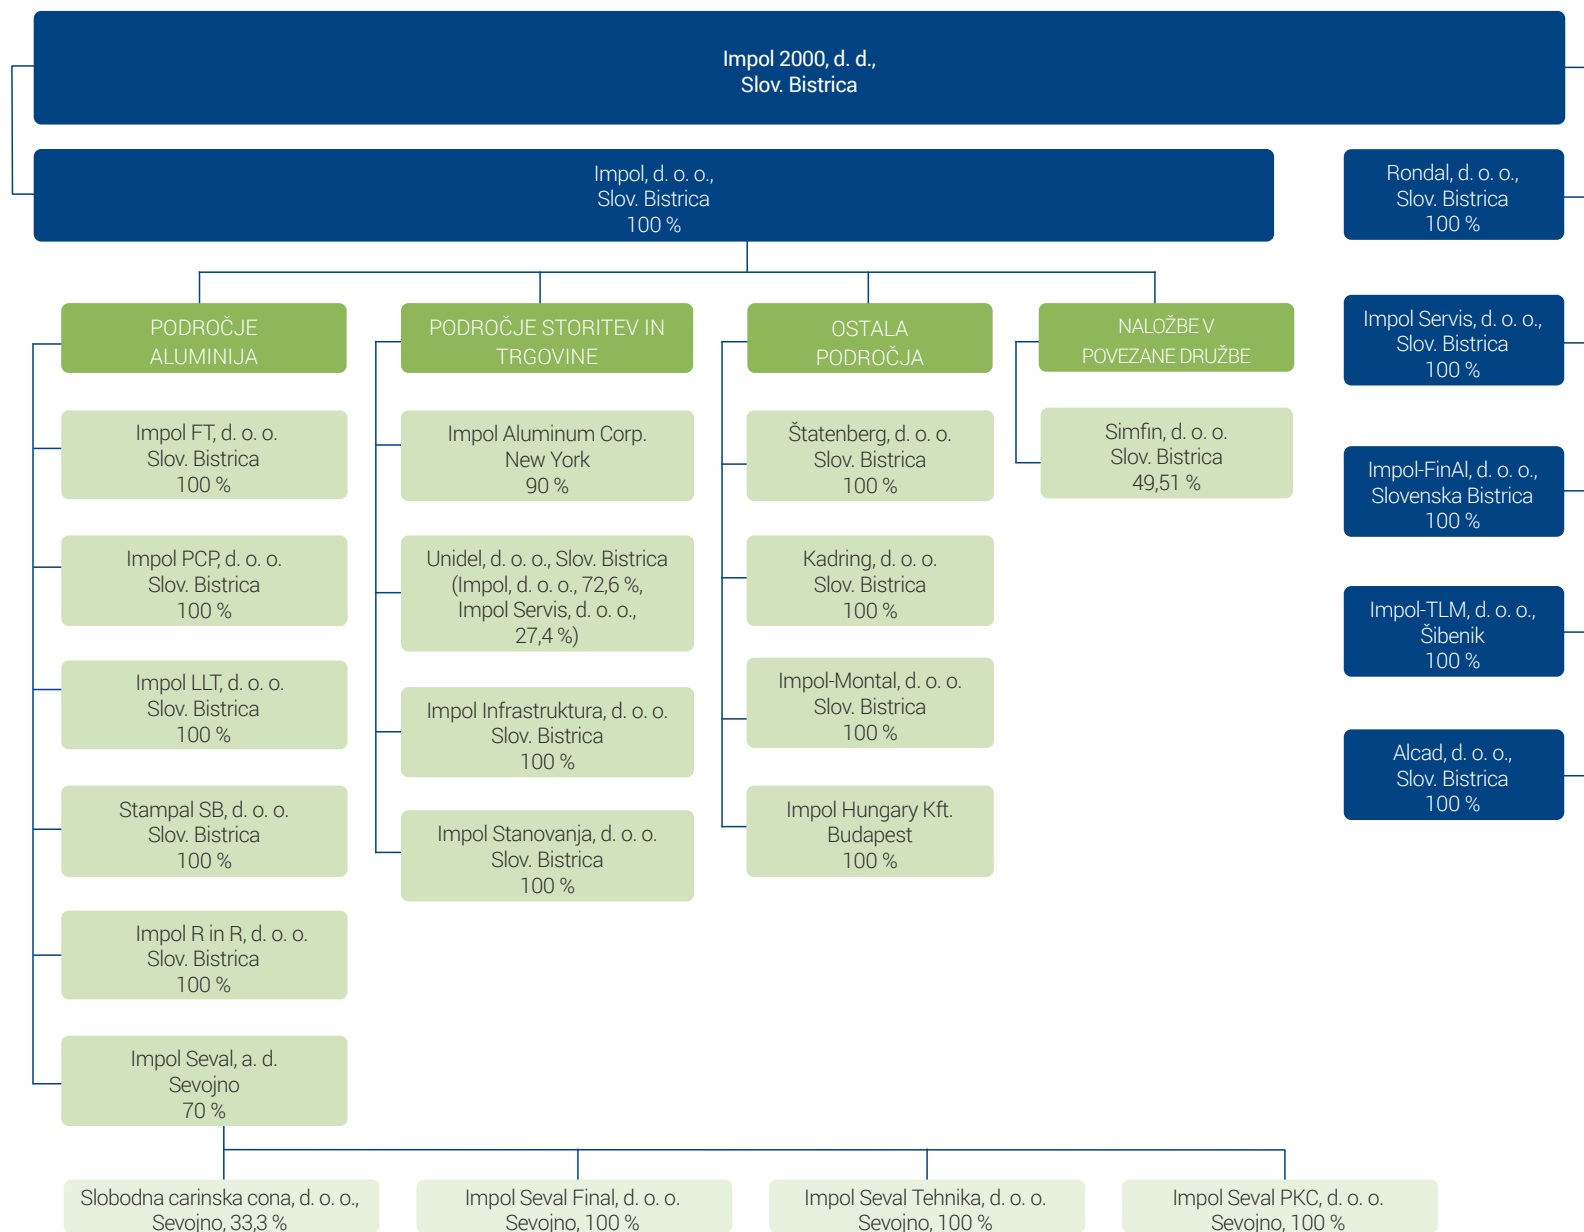 Impol 2000, d. d.,
Slov. Bistrica
Impol, d. o. o.,
Slov. Bistrica
100 %
Rondal, d. o. o.,
Slov. Bistrica
100 %
Impol Servis, d. o. o.,
Slov. Bistrica
100 %
Impol-FinAl, d. o. o.,
Slovenska Bistrica
100 %
Impol-TLM, d. o. o.,
Šibenik
100 %
Alcad, d. o. o.,
Slov. Bistrica
100 %
PODROČJE
ALUMINIJA
Impol FT, d. o. o.
Slov. Bistrica
100 %
Impol PCP, d. o. o.
Slov. Bistrica
100 %
Impol LLT, d. o. o.
Slov. Bistrica
100 %
Stampal SB, d. o. o.
Slov. Bistrica
100 %
Impol R in R, d. o. o.
Slov. Bistrica
100 %
Impol Seval, a. d.
Sevojno
70 %
PODROČJE STORITEV IN
TRGOVINE
Impol Aluminum Corp.
New York
90 %
Unidel, d. o. o., Slov. Bistrica
(Impol, d. o. o., 72,6 %,
Impol Servis, d. o. o.,
27,4 %)
Impol Infrastruktura, d. o. o.
Slov. Bistrica
100 %
Impol Stanovanja, d. o. o.
Slov. Bistrica
100 %
OSTALA
PODROČJA
Štatenberg, d. o. o.
Slov. Bistrica
100 %
Kadring, d. o. o.
Slov. Bistrica
100 %
Impol-Montal, d. o. o.
Slov. Bistrica
100 %
Impol Hungary Kft.
Budapest
100 %
NALOŽBE V
POVEZANE DRUŽBE
Simfin, d. o. o.
Slov. Bistrica
49,51 %
Slobodna carinska cona, d. o. o.,
Sevojno, 33,3 %
Impol Seval Final, d. o. o.
Sevojno, 100 %
Impol Seval Tehnika, d. o. o.
Sevojno, 100 %
Impol Seval PKC, d. o. o.
Sevojno, 100 %